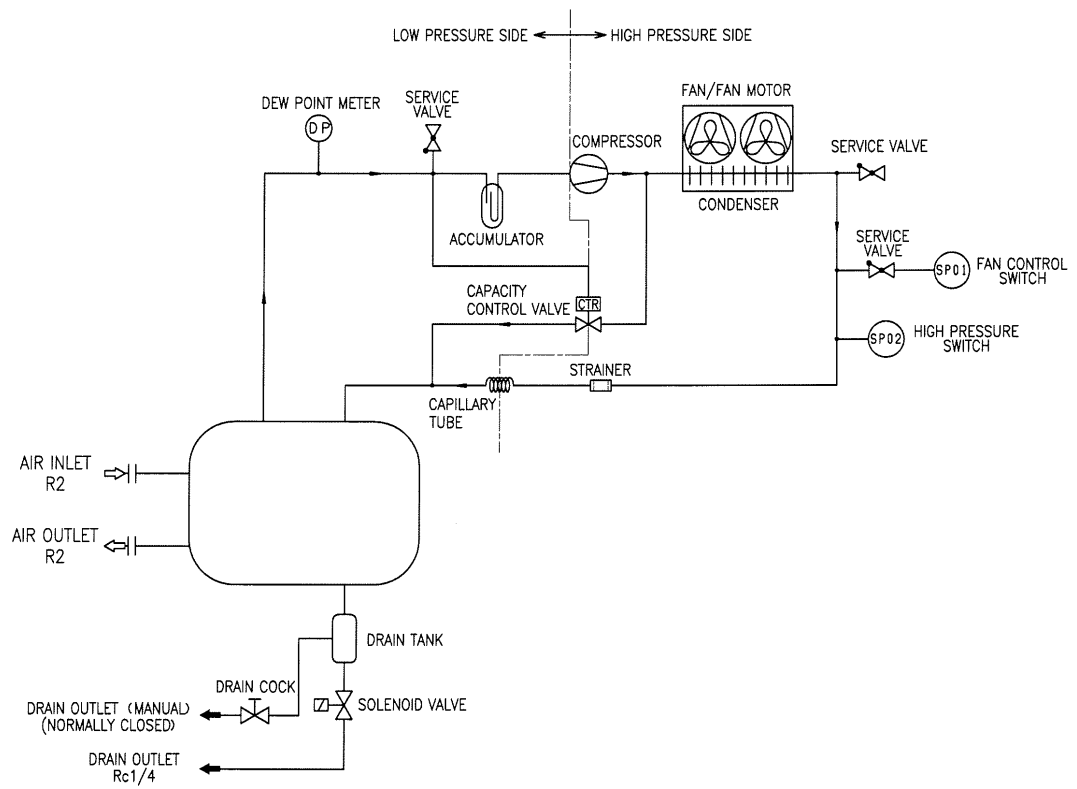 LOW PRESSURE SIDE
HIGH PRESSURE SIDE
FAN/FAN MOTOR
SERVICE
VALVE
DEW POINT METER
DP
COMPRESSOR
SERVICE VALVE
CONDENSER
ACCUMULATOR
SERVICE
VALVE
SP01
FAN CONTROL
SWITCH
CAPACITY
CONTROL VALVE
CTR
SP02
HIGH PRESSURE
SWITCH
STRAINER
CAPILLARY
TUBE
AIR INLET
R2
AIR OUTLET
R2
DRAIN TANK
DRAIN COCK
SOLENOID VALVE
DRAIN OUTLET (MANUAL)
(NORMALLY CLOSED)
DRAIN OUTLET
Rc1/4